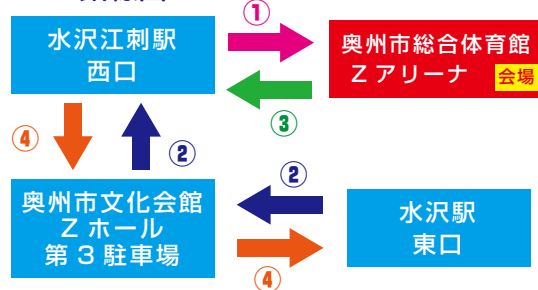 ①
水沢江刺駅
西口
奥州市総合体育館
Z アリーナ 会場
③
④
②
②
奥州市文化会館
Z ホール
第 3 駐車場
水沢駅
東口
④